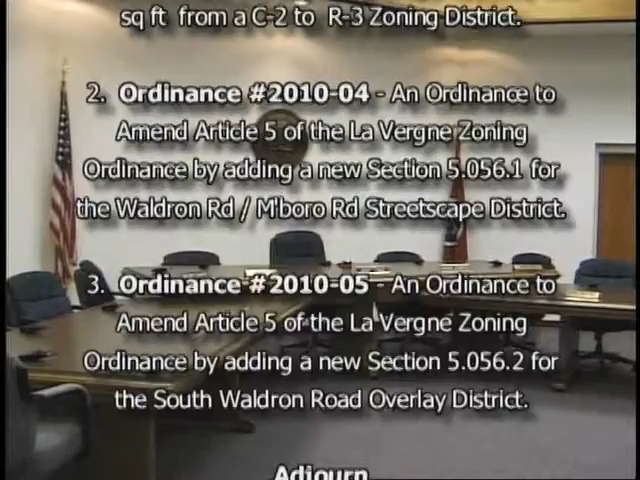 sq ft from a C-2 to R-3 Zoning District.
2. Ordinance #2010-04 - An Ordinance to
Amend Article 5 of the La Vergne Zoning
Ordinance by adding a new Section 5.056.1 for
the Waldron Rd / M'boro Rd Streetscape District.
3. Ordinance #2010-05 - An Ordinance to
Amend Article 5 of the La Vergne Zoning
Ordinance by adding a new Section 5.056.2 for
the South Waldron Road Overlay District.
Adjourn